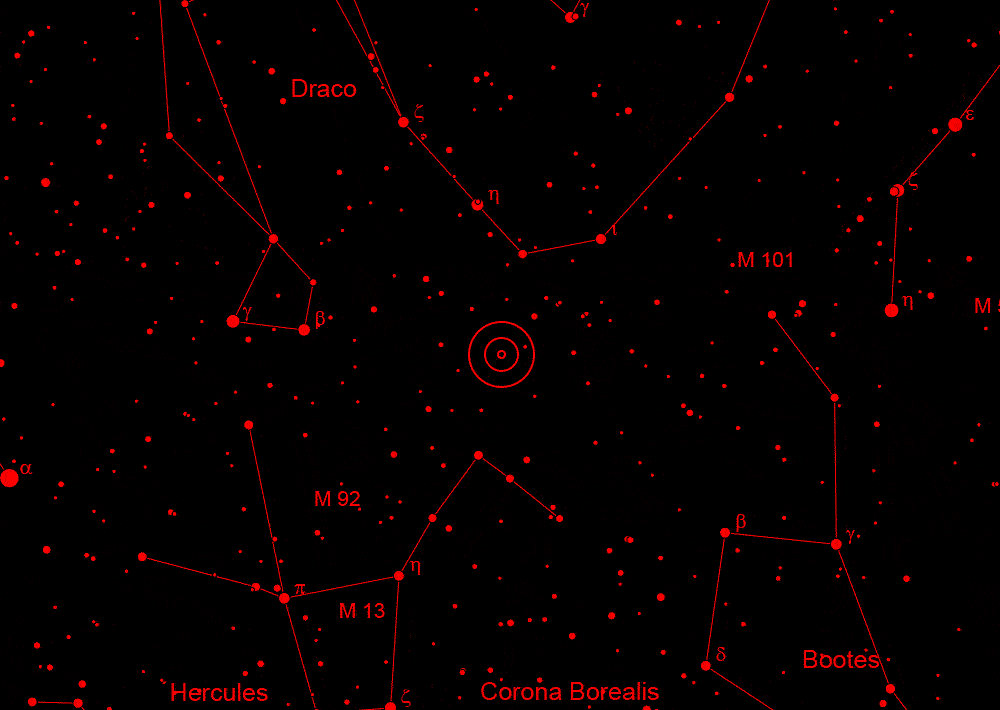 γ
Draco
ζ
ε
ζ
η
ι
M 101
η
M 5
γ
β
α
M 92
β
γ
η
π
M 13
δ
Bootes
Hercules
Corona Borealis
ζ